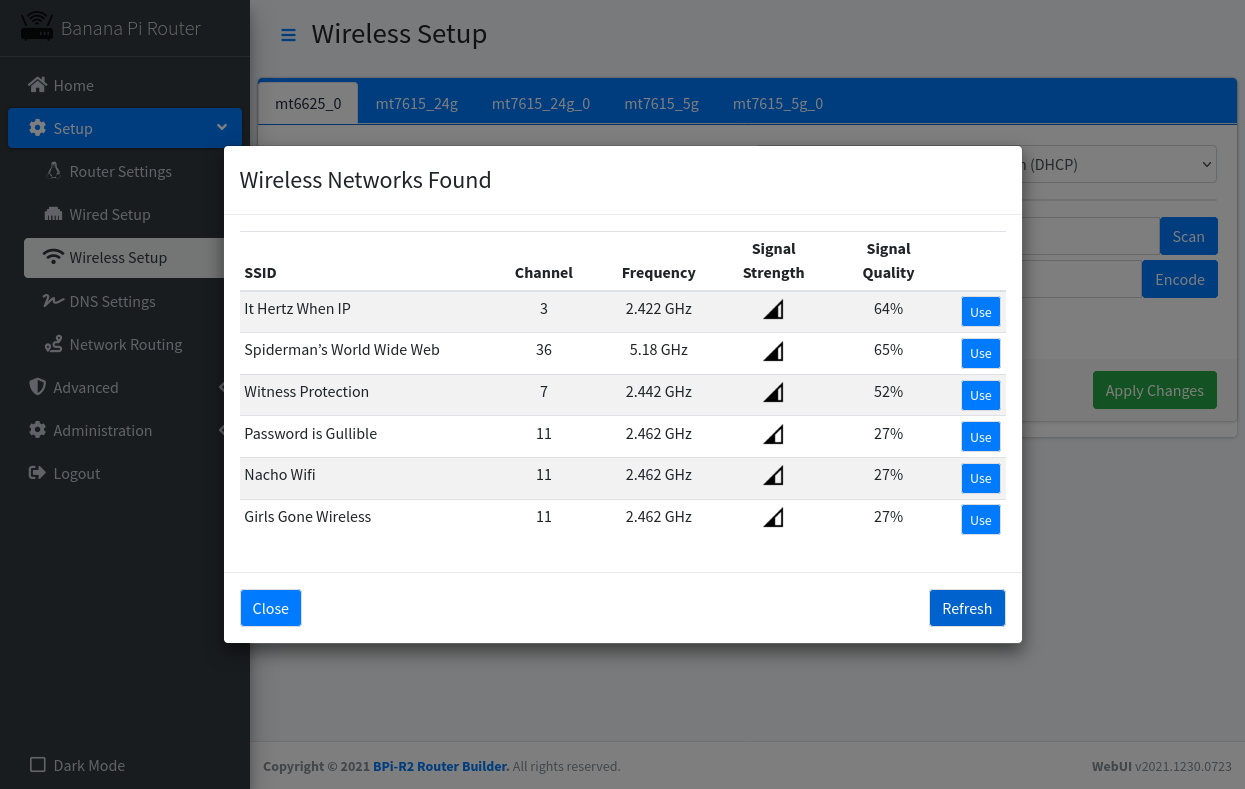 Banana Pi Router
Wireless Setup
Home
Setup
Router Settings
Wired Setup
Wireless Setup
DNS Settings
Network Routing
Advanced
Administration
Logout
Dark Mode
mt6625_0 mt7615_24g mt7615_24g_0 mt7615_5g mt7615_5g_0
(DHCP)
Scan
Encode
Apply Changes
Wireless Networks Found
SSID Channel Frequency Signal Strength Signal Quality
It Hertz When IP 3 2.422 GHz 64% Use
Spiderman’s World Wide Web 36 5.18 GHz 65% Use
Witness Protection 7 2.442 GHz 52% Use
Password is Gullible 11 2.462 GHz 27% Use
Nacho Wifi 11 2.462 GHz 27% Use
Girls Gone Wireless 11 2.462 GHz 27% Use
Close Refresh
Copyright © 2021 BPi-R2 Router Builder. All rights reserved. WebUI v2021.1230.0723